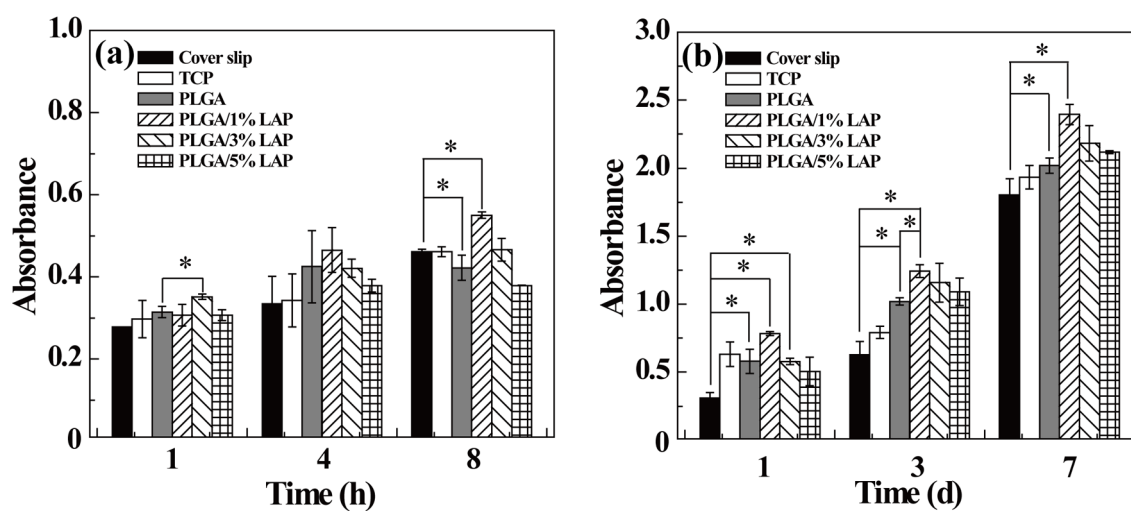 (a)
Cover slip
TCP
PLGA
PLGA/1% LAP
PLGA/3% LAP
PLGA/5% LAP
Absorbance
1.0
0.8
0.6
0.4
0.2
0
*
*
*
1
4
8
Time (h)
(b)
Cover slip
TCP
PLGA
PLGA/1% LAP
PLGA/3% LAP
PLGA/5% LAP
Absorbance
3.0
2.5
2.0
1.5
1.0
0.5
0
*
*
*
*
*
*
*
*
1
3
7
Time (d)